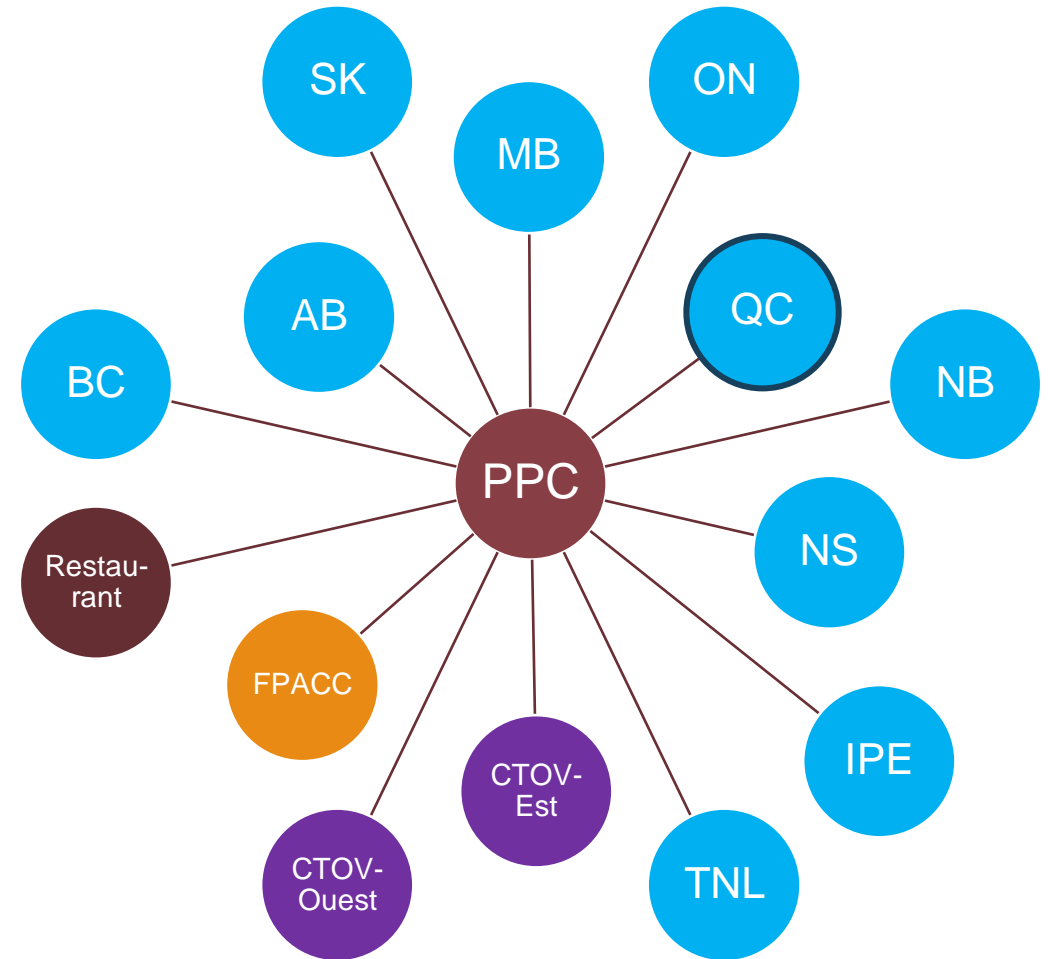 SK
ON
MB
QC
AB
BC
NB
PPC
NS
Restau-
rant
FPACC
IPE
CTOV-
Est
CTOV-
Ouest
TNL